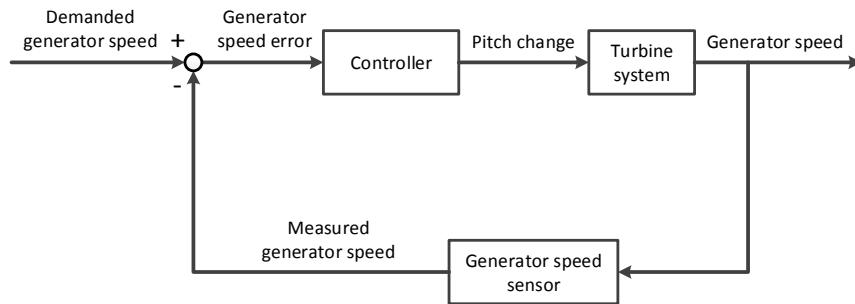 Demanded
generator speed
+
-
Generator
speed error
Controller
Pitch change
Turbine
system
Generator speed
Measured
generator speed
Generator speed
sensor